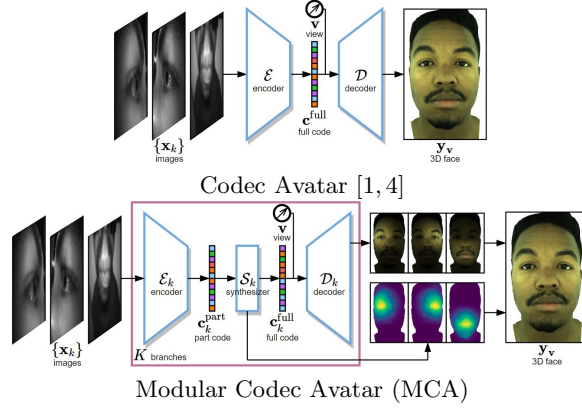 v
view
ℰ
encoder
𝒟
decoder
c^full
full code
{x_k}
images
y_v
3D face
Codec Avatar [1, 4]
v
view
ℰ_k
encoder
𝒮_k
synthesizer
𝒟_k
decoder
c_k^part
part code
c_k^full
full code
{x_k}
images
K branches
y_v
3D face
Modular Codec Avatar (MCA)